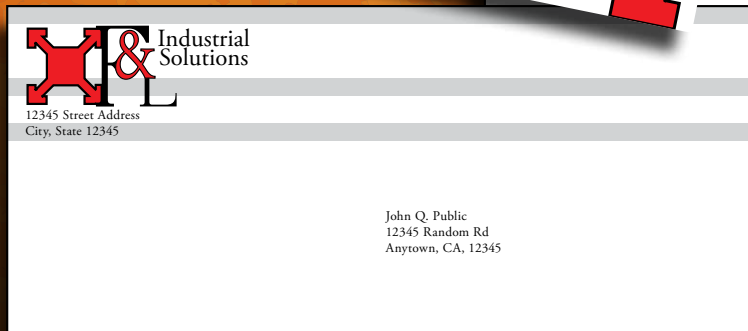 F&L Industrial
Solutions
12345 Street Address
City, State 12345
John Q. Public
12345 Random Rd
Anytown, CA, 12345